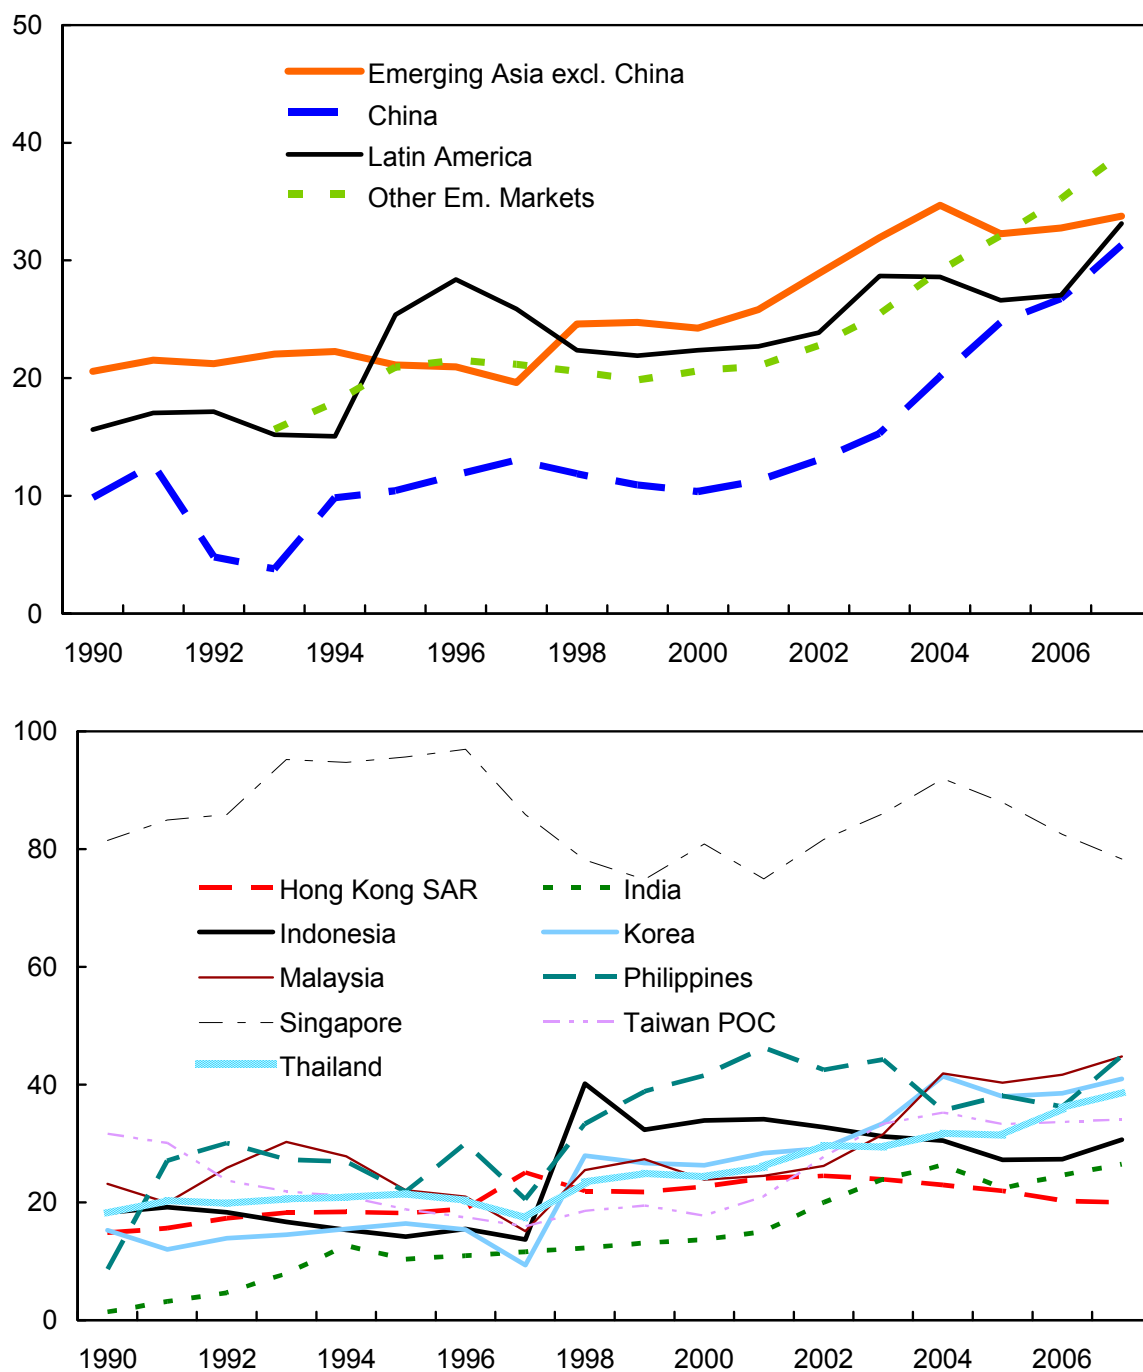 50
Emerging Asia excl. China
China
40
Latin America
Other Em. Markets
30
20
10
0
1990 1992 1994 1996 1998 2000 2002 2004 2006
100
80
Hong Kong SAR India
Indonesia Korea
60
Malaysia Philippines
Singapore Taiwan POC
Thailand
40
20
0
1990 1992 1994 1996 1998 2000 2002 2004 2006